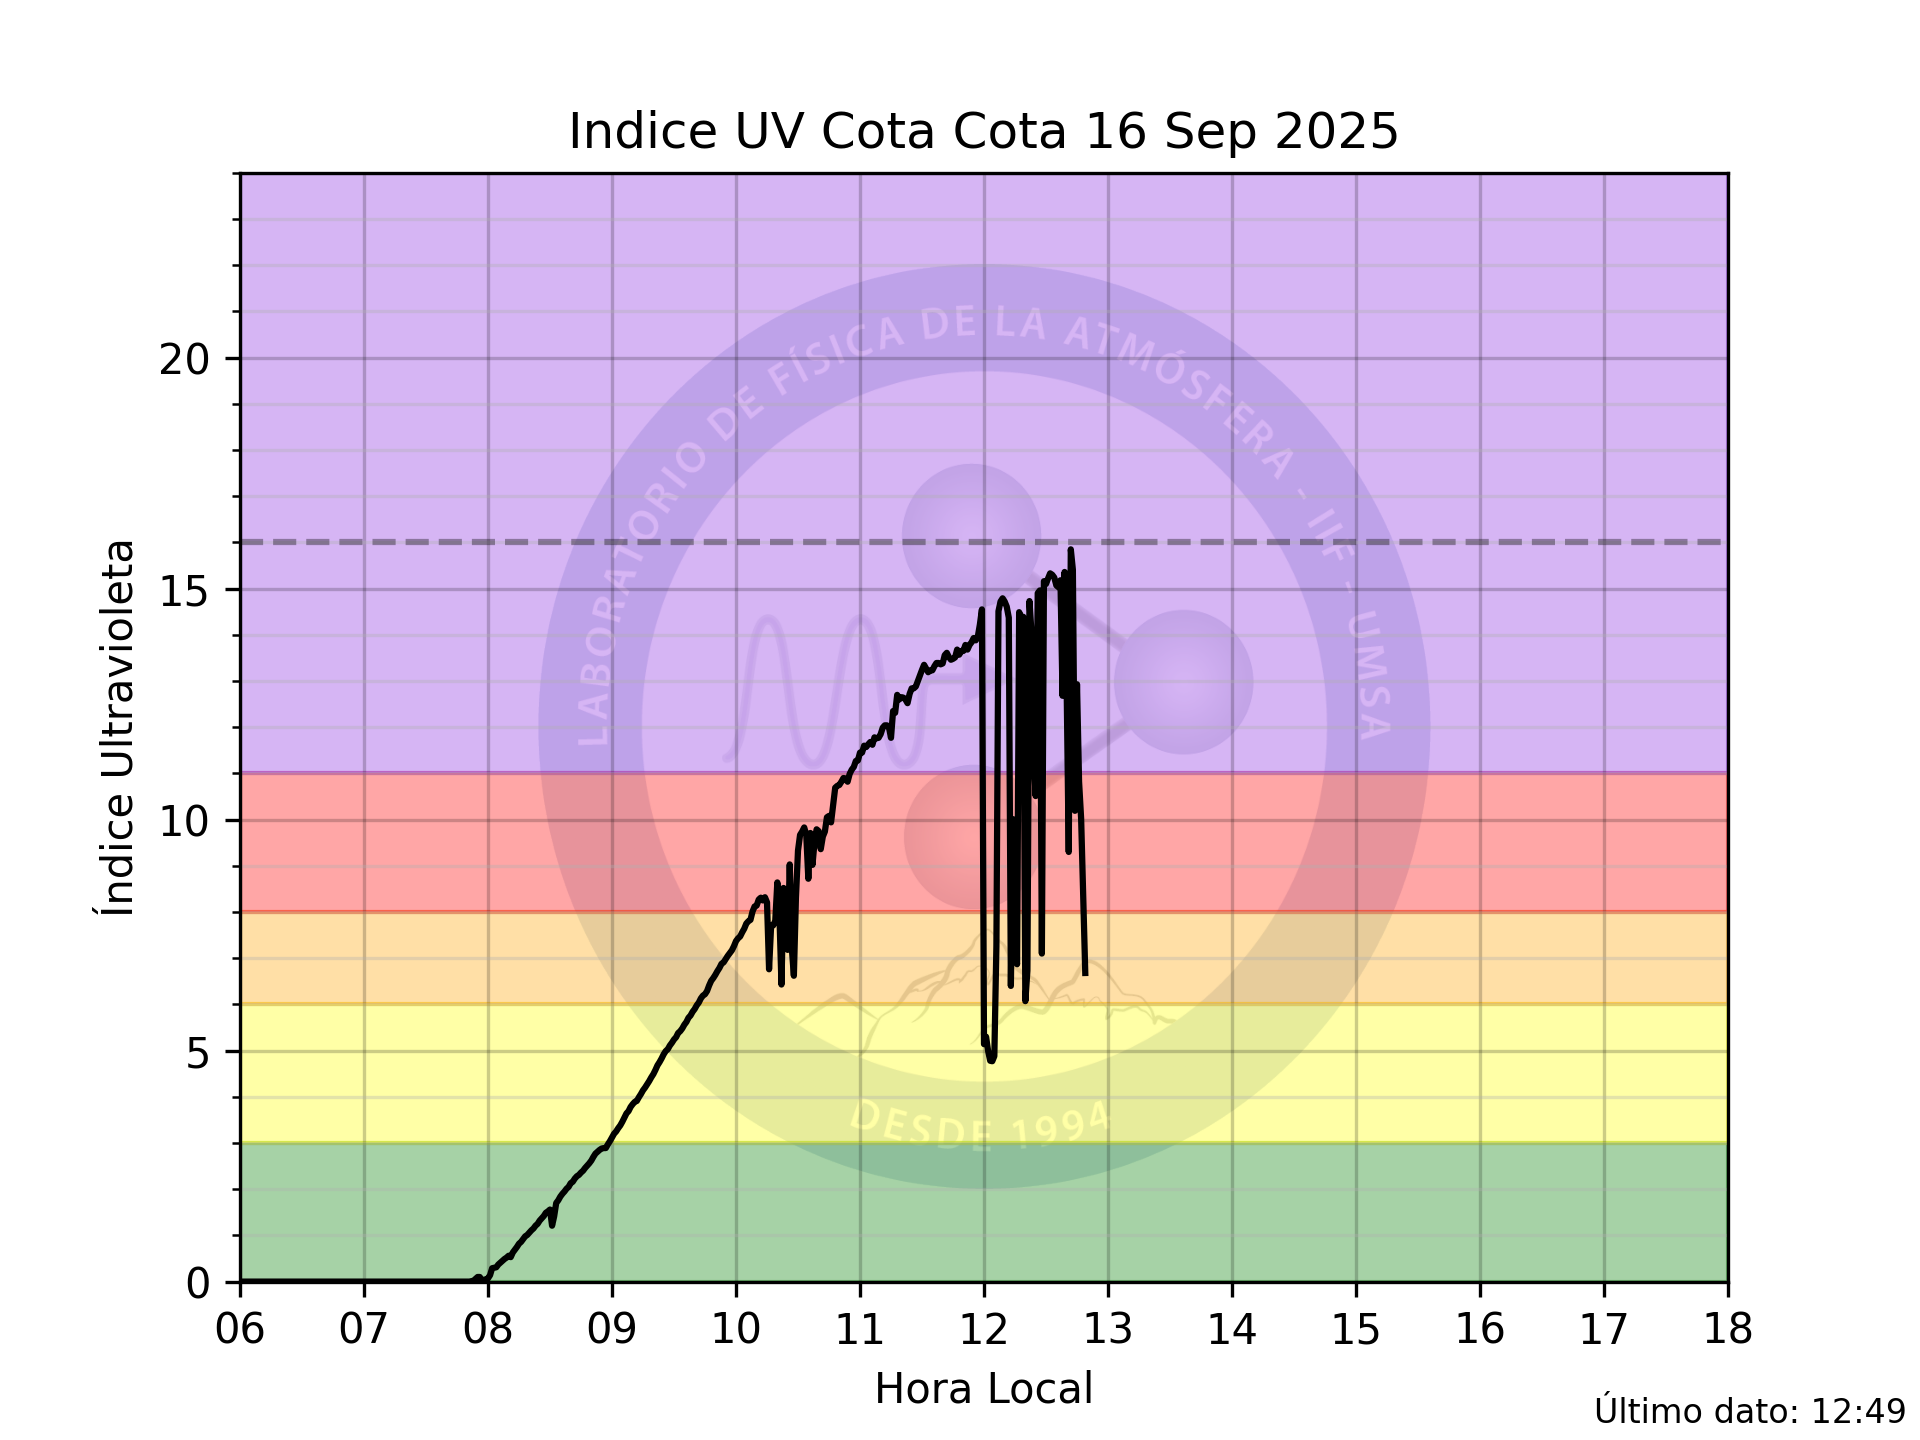 Indice UV Cota Cota 16 Sep 2025
Índice Ultravioleta
20
15
10
5
0
LABORATORIO DE FÍSICA DE LA ATMÓSFERA - IIF - UMSA
DESDE 1994
06 07 08 09 10 11 12 13 14 15 16 17 18
Hora Local
Último dato: 12:49